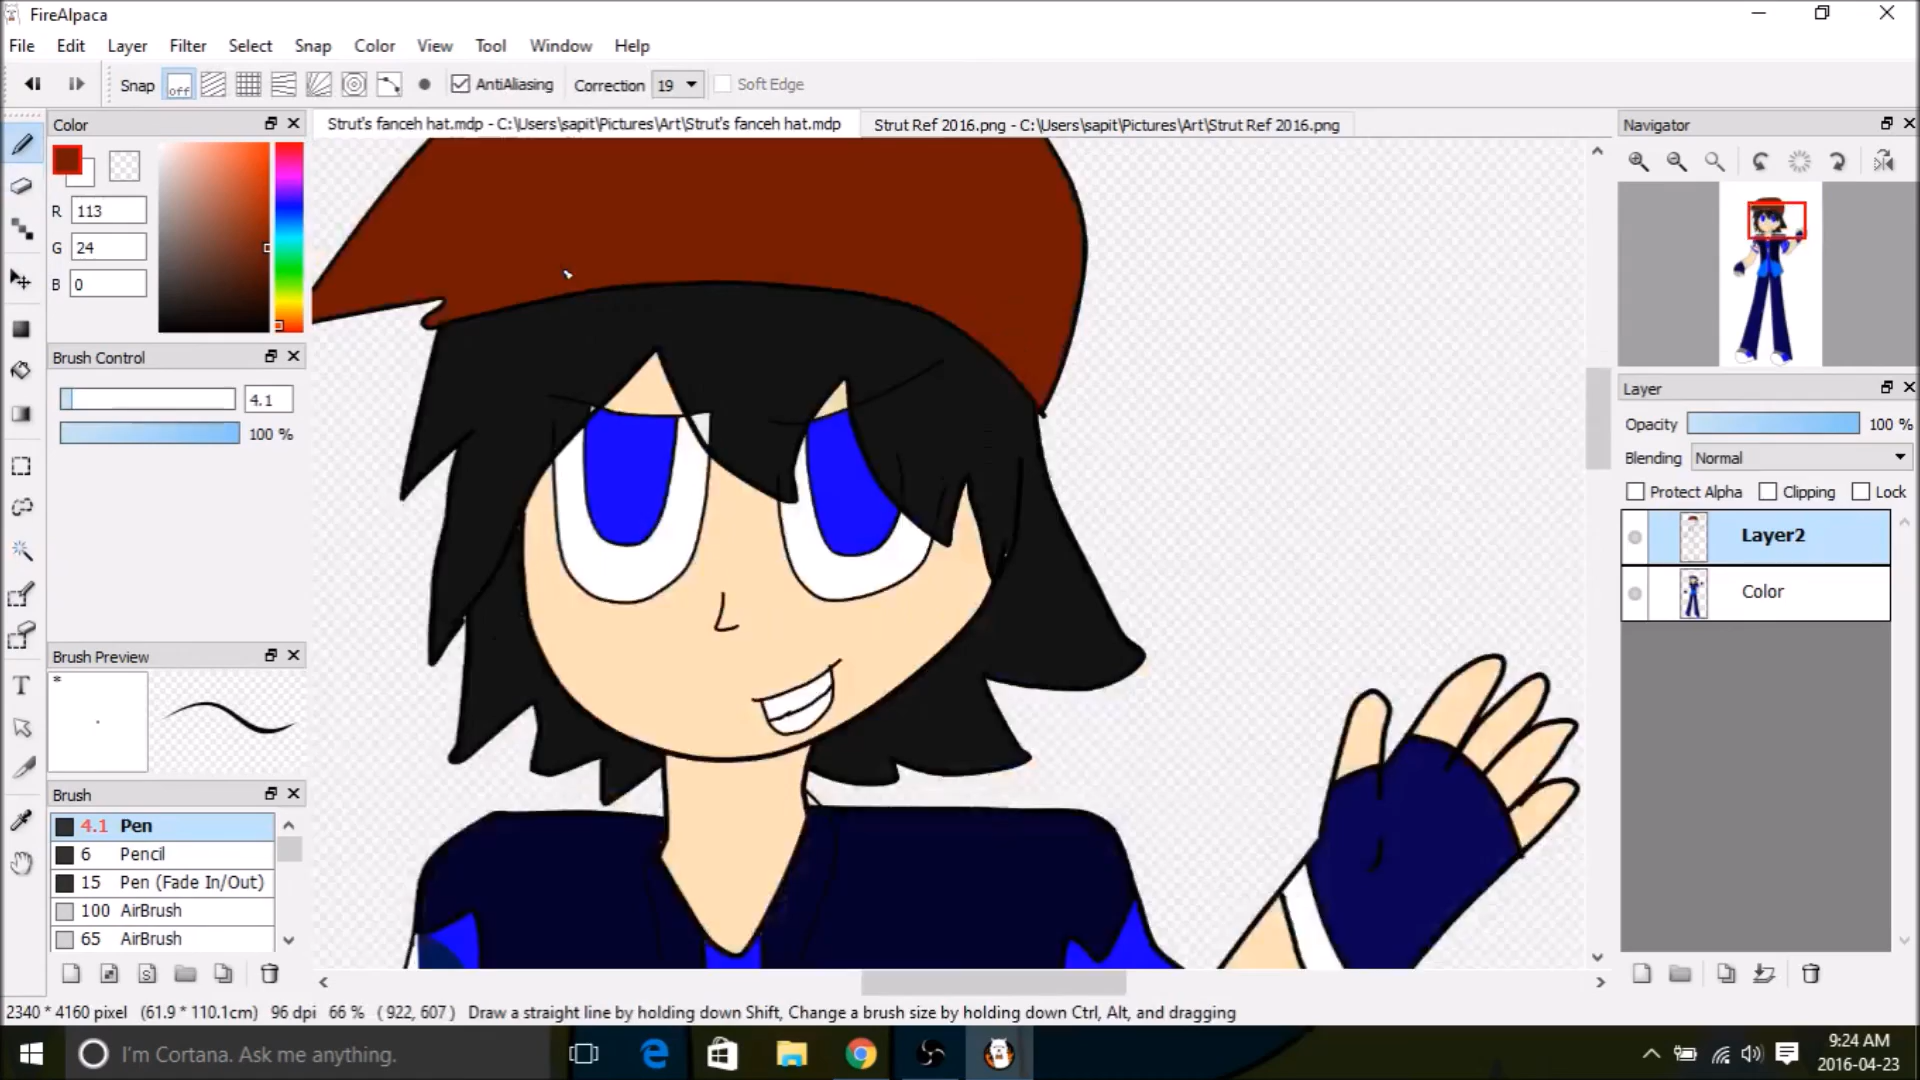 FireAlpaca
File Edit Layer Filter Select Snap Color View Tool Window Help
Snap off AntiAliasing Correction 19 Soft Edge
Color
Strut's fanceh hat.mdp - C:\Users\sapit\Pictures\Art\Strut's fanceh hat.mdp
Strut Ref 2016.png - C:\Users\sapit\Pictures\Art\Strut Ref 2016.png
Navigator
R 113
G 24
B 0
Brush Control
4.1
100 %
Layer
Opacity 100 %
Blending Normal
Protect Alpha Clipping Lock
Layer2
Color
Brush Preview
*
T
Brush
4.1 Pen
6 Pencil
15 Pen (Fade In/Out)
100 AirBrush
65 AirBrush
S
2340 * 4160 pixel (61.9 * 110.1cm) 96 dpi 66 % ( 922, 607 ) Draw a straight line by holding down Shift, Change a brush size by holding down Ctrl, Alt, and dragging
I'm Cortana. Ask me anything.
9:24 AM
2016-04-23